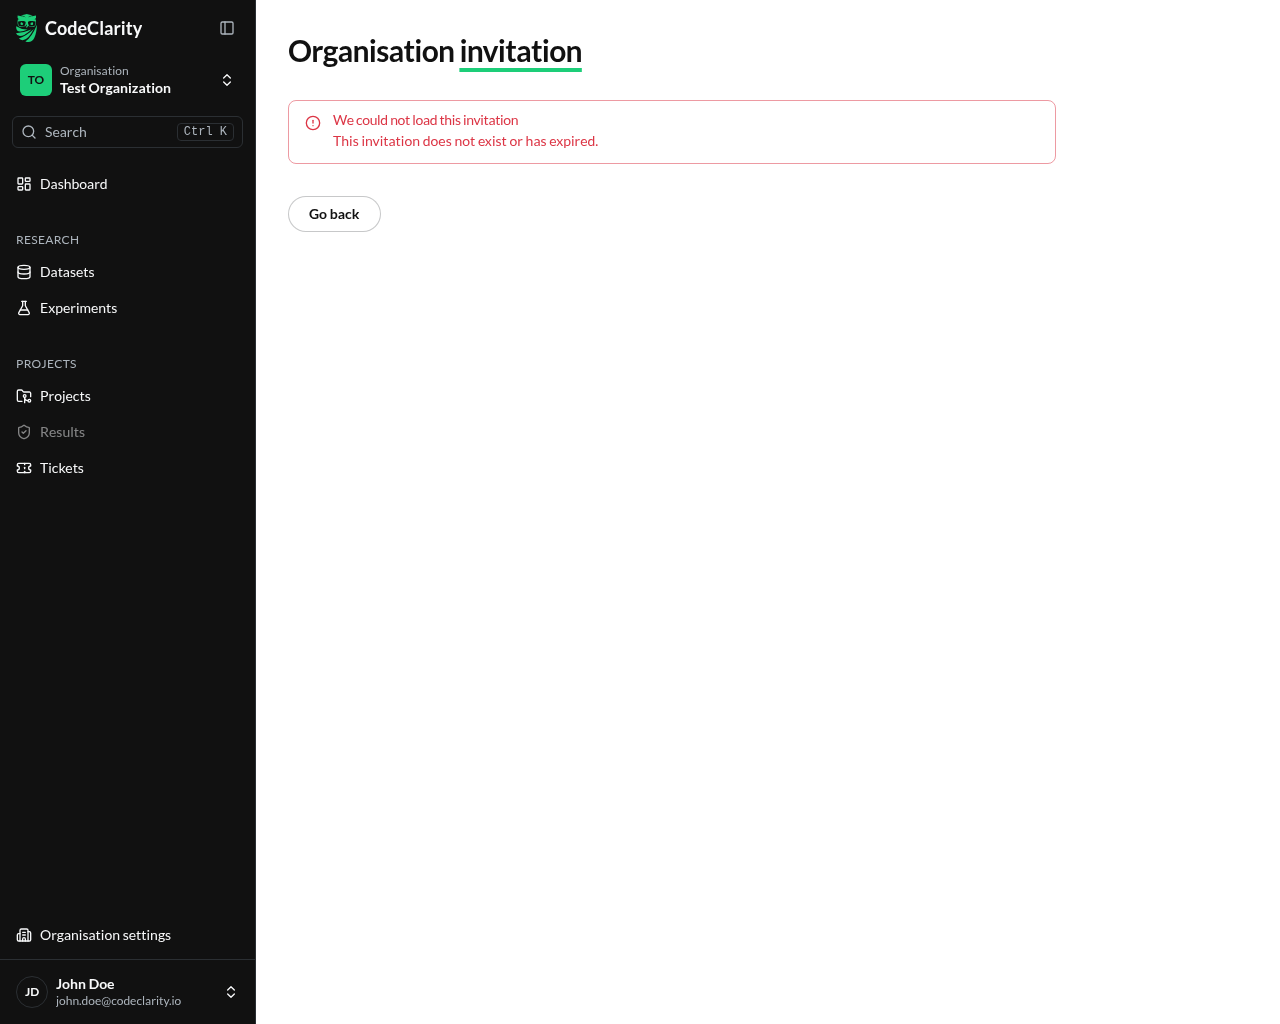 CodeClarity
TO
Organisation
Test Organization
Search
Ctrl K
Dashboard
RESEARCH
Datasets
Experiments
PROJECTS
Projects
Results
Tickets
Organisation settings
JD
John Doe
john.doe@codeclarity.io
Organisation invitation
We could not load this invitation
This invitation does not exist or has expired.
Go back